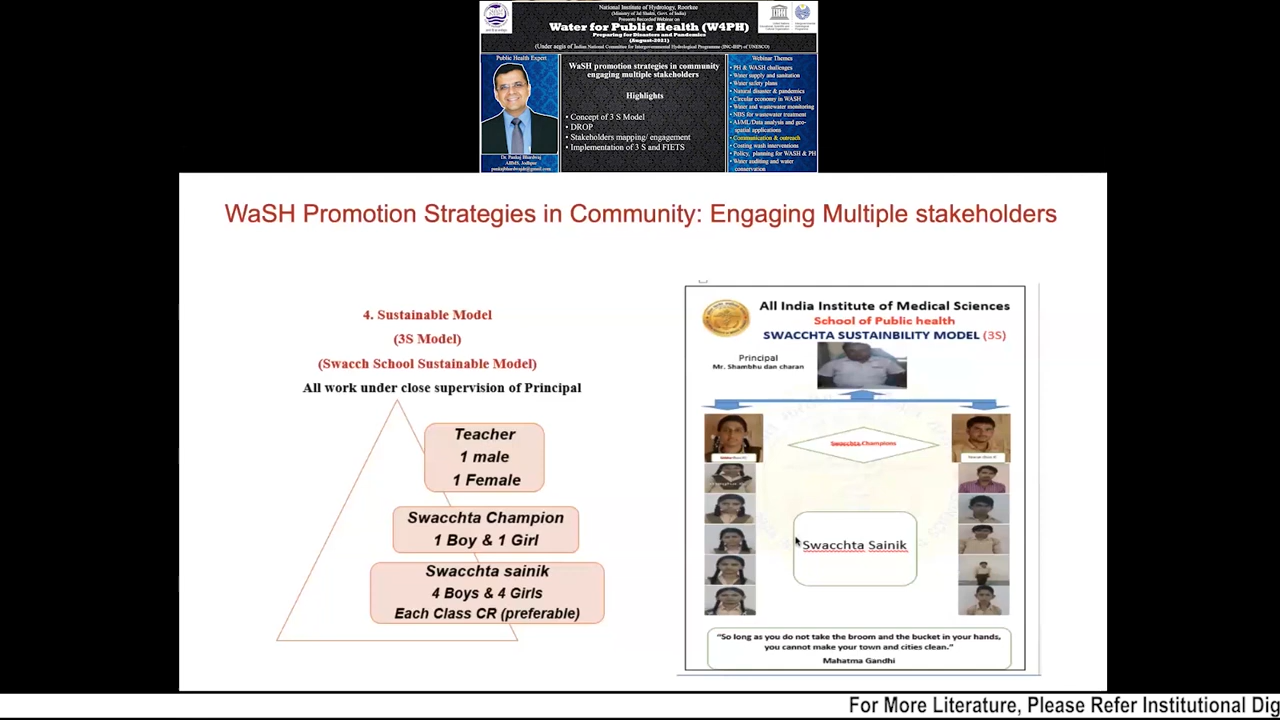 National Institute of Hydrology, Roorkee
(Ministry of Jal Shakti, Govt. of India)
Presents Recorded Webinar on
Water for Public Health (W4PH)
Preparing for Disasters and Pandemics
(August-2021)
(Under aegis of Indian National Committee for Intergovernmental Hydrological Programme (INC-IHP) of UNESCO)
Public Health Expert
Dr. Pankaj Bhardwaj
AIIMS, Jodhpur
pankajbhardwajdr@gmail.com
WaSH promotion strategies in community
engaging multiple stakeholders
Highlights
• Concept of 3 S Model
• DROP
• Stakeholders mapping/ engagement
• Implementation of 3 S and FIETS
Webinar Themes
• PH & WASH challenges
• Water supply and sanitation
• Water safety plans
• Natural disaster & pandemics
• Circular economy in WASH
• Water and wastewater monitoring
• NBS for wastewater treatment
• AI/ML/Data analysis and geo-
spatial applications
• Communication & outreach
• Costing wash interventions
• Policy, planning for WASH & PH
• Water auditing and water
conservation
WaSH Promotion Strategies in Community: Engaging Multiple stakeholders
4. Sustainable Model
(3S Model)
(Swacch School Sustainable Model)
All work under close supervision of Principal
Teacher
1 male
1 Female
Swacchta Champion
1 Boy & 1 Girl
Swacchta sainik
4 Boys & 4 Girls
Each Class CR (preferable)
All India Institute of Medical Sciences
School of Public health
SWACCHTA SUSTAINBILITY MODEL (3S)
Principal
Mr. Shambhu dan charan
Swacchta Champions
Swacchta Sainik
"So long as you do not take the broom and the bucket in your hands,
you cannot make your town and cities clean."
Mahatma Gandhi
For More Literature, Please Refer Institutional Dig